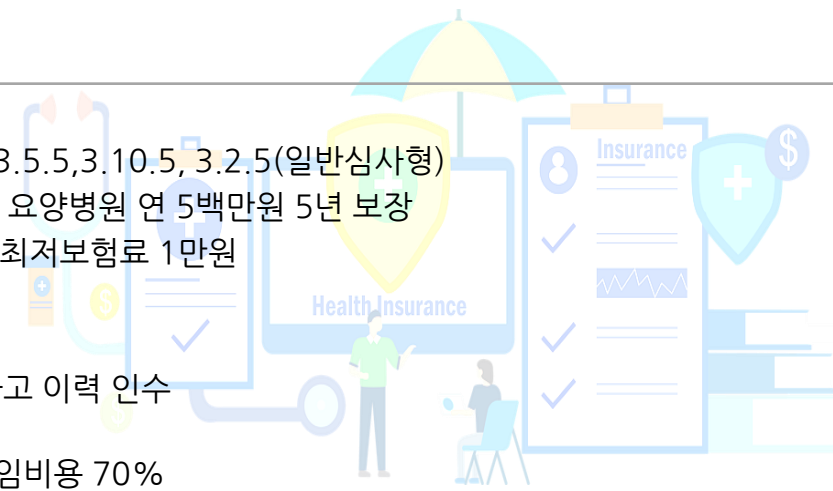 3.5.5,3.10.5, 3.2.5(일반심사형)
요양병원 연 5백만원 5년 보장
최저보험료 1만원
고 이력 인수
임비용 70%
Insurance
Health Insurance